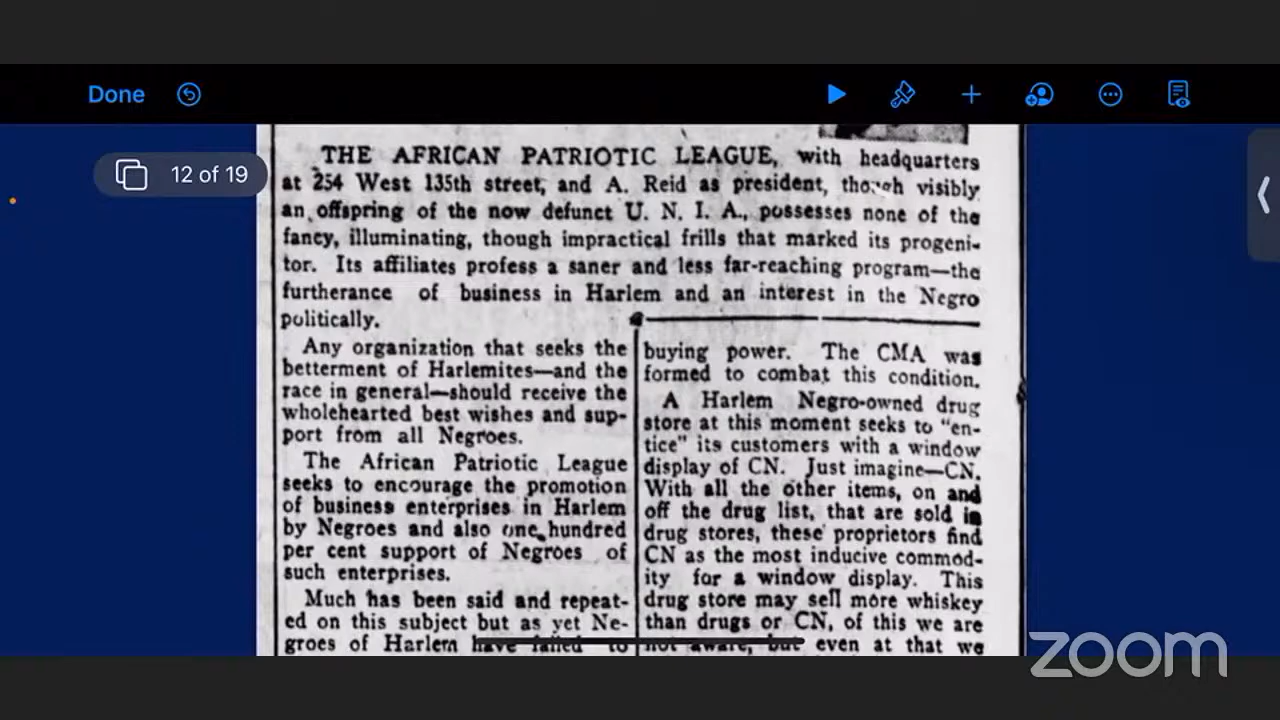 Done
12 of 19
THE AFRICAN PATRIOTIC LEAGUE, with headquarters
at 254 West 135th street, and A. Reid as president, though visibly
an offspring of the now defunct U. N. I. A., possesses none of the
fancy, illuminating, though impractical frills that marked its progeni-
tor. Its affiliates profess a saner and less far-reaching program—the
furtherance of business in Harlem and an interest in the Negro
politically.
Any organization that seeks the
betterment of Harlemites—and the
race in general—should receive the
wholehearted best wishes and sup-
port from all Negroes.
The African Patriotic League
seeks to encourage the promotion
of business enterprises in Harlem
by Negroes and also one hundred
per cent support of Negroes of
such enterprises.
Much has been said and repeat-
ed on this subject but as yet Ne-
groes of Harlem have failed to
buying power. The CMA was
formed to combat this condition.
A Harlem Negro-owned drug
store at this moment seeks to "en-
tice" its customers with a window
display of CN. Just imagine—CN.
With all the other items, on and
off the drug list, that are sold in
drug stores, these proprietors find
CN as the most inducive commod-
ity for a window display. This
drug store may sell more whiskey
than drugs or CN, of this we are
not aware, but even at that we
zoom